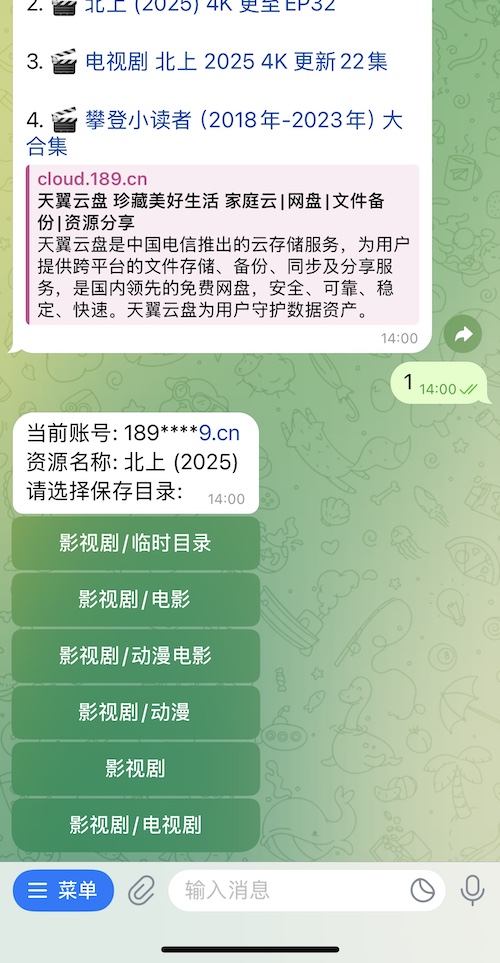 2. 🎬 北上 (2025) 4K 更至EP32
3. 🎬 电视剧 北上 2025 4K 更新22集
4. 🎬 攀登小读者（2018年-2023年）大
合集
cloud.189.cn
天翼云盘 珍藏美好生活 家庭云|网盘|文件备
份|资源分享
天翼云盘是中国电信推出的云存储服务，为用户
提供跨平台的文件存储、备份、同步及分享服
务，是国内领先的免费网盘，安全、可靠、稳
定、快速。天翼云盘为用户守护数据资产。
14:00
1 14:00
当前账号: 189****9.cn
资源名称: 北上 (2025)
请选择保存目录: 14:00
影视剧/临时目录
影视剧/电影
影视剧/动漫电影
影视剧/动漫
影视剧
影视剧/电视剧
菜单 输入消息